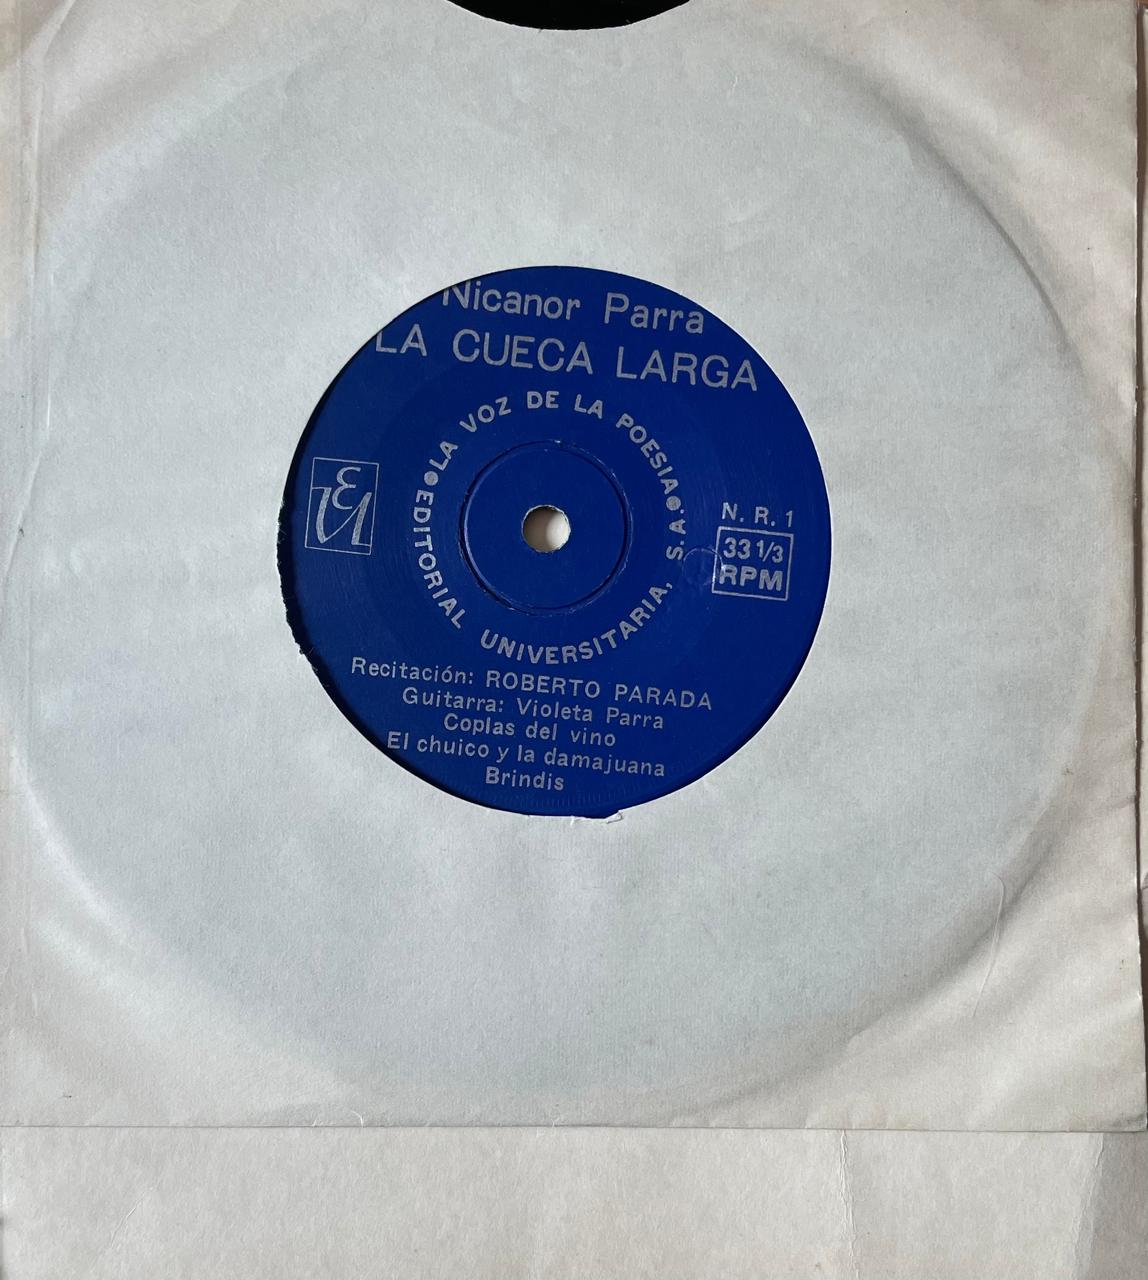 Nicanor Parra
LA CUECA LARGA
LA VOZ DE LA POESIA
EDITORIAL UNIVERSITARIA, S.A.
EU
N. R. 1
33 1/3
RPM
Recitación: ROBERTO PARADA
Guitarra: Violeta Parra
Coplas del vino
El chuico y la damajuana
Brindis